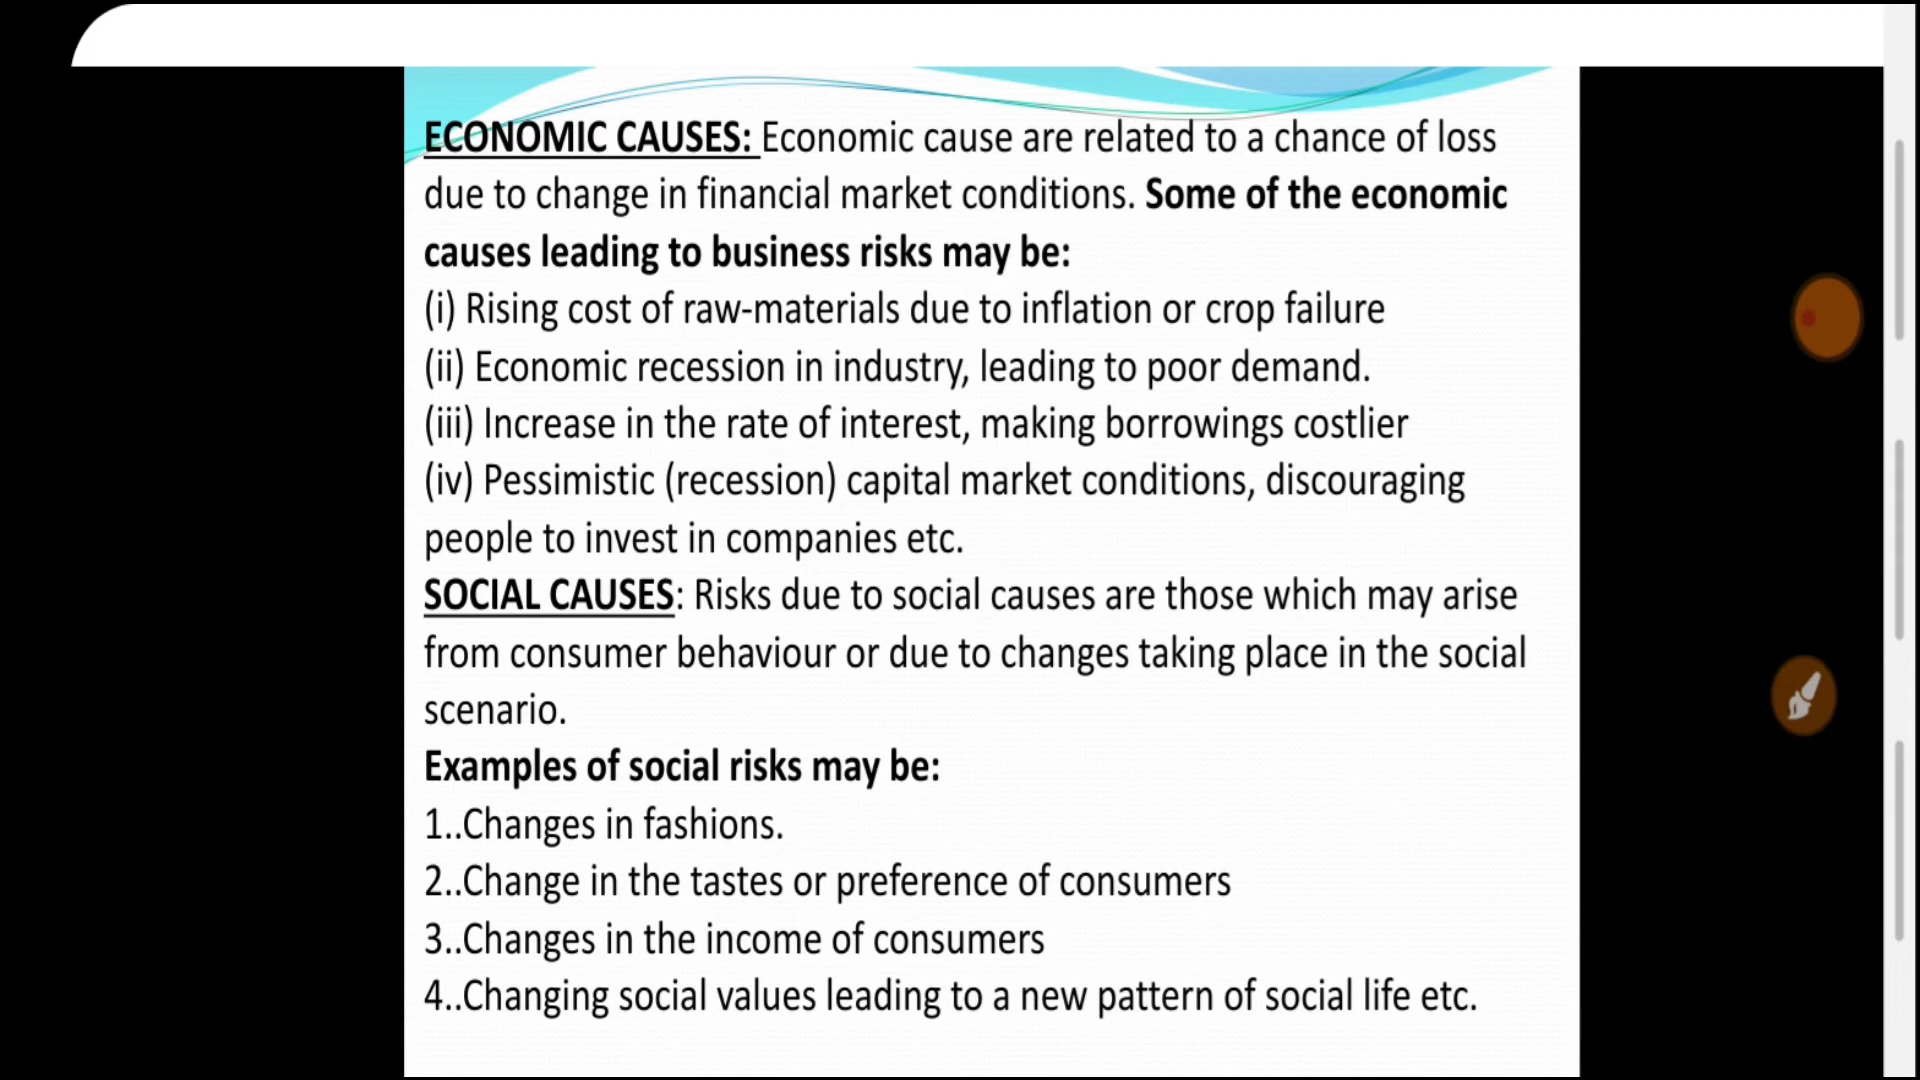 ECONOMIC CAUSES: Economic cause are related to a chance of loss
due to change in financial market conditions. Some of the economic
causes leading to business risks may be:
(i) Rising cost of raw-materials due to inflation or crop failure
(ii) Economic recession in industry, leading to poor demand.
(iii) Increase in the rate of interest, making borrowings costlier
(iv) Pessimistic (recession) capital market conditions, discouraging
people to invest in companies etc.
SOCIAL CAUSES: Risks due to social causes are those which may arise
from consumer behaviour or due to changes taking place in the social
scenario.
Examples of social risks may be:
1..Changes in fashions.
2..Change in the tastes or preference of consumers
3..Changes in the income of consumers
4..Changing social values leading to a new pattern of social life etc.